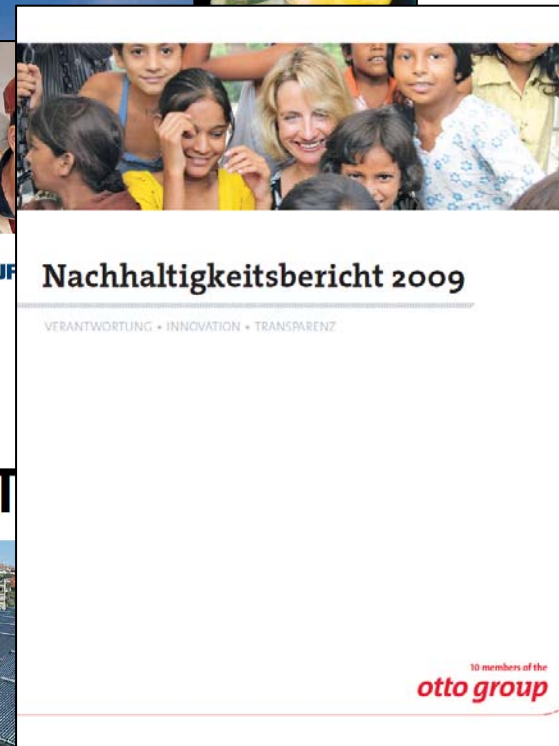 Nachhaltigkeitsbericht 2009
VERANTWORTUNG • INNOVATION • TRANSPARENZ
10 members of the
otto group